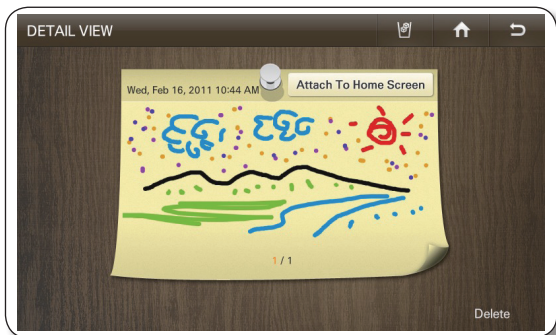 DETAIL VIEW
Wed, Feb 16, 2011 10:44 AM
Attach To Home Screen
1 / 1
Delete